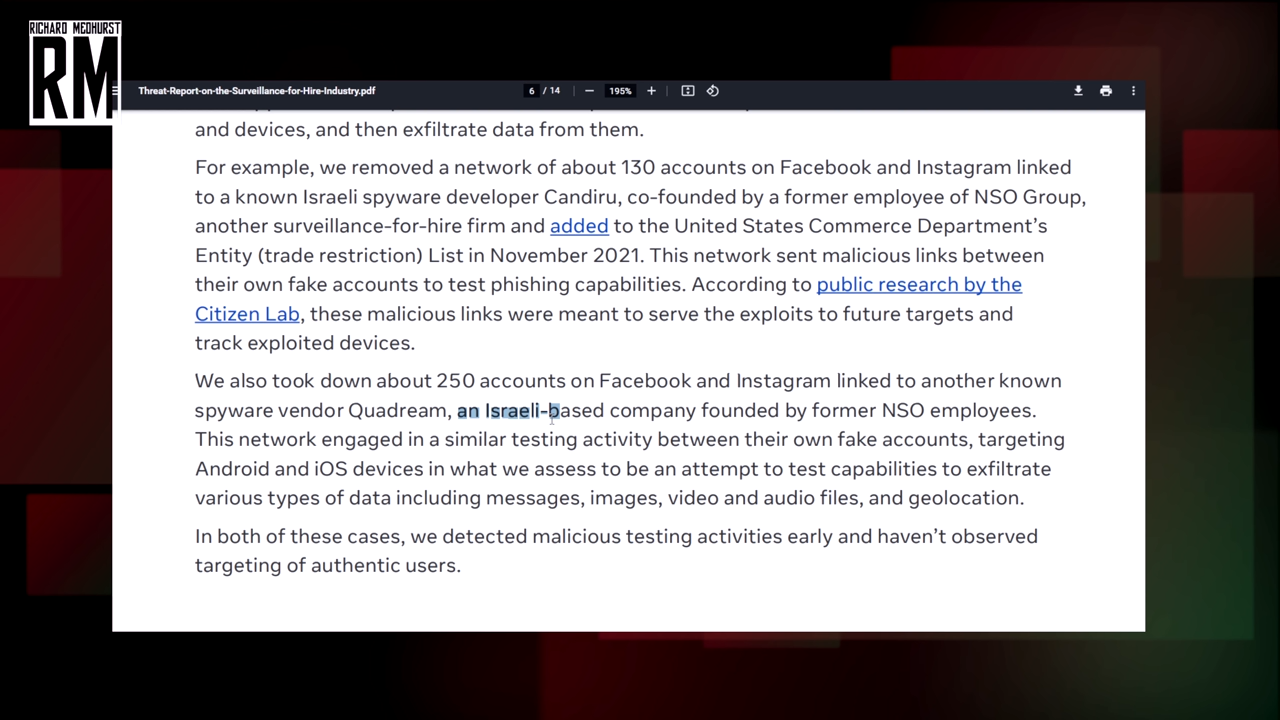 RICHARD MEDHURST
RM
Threat-Report-on-the-Surveillance-for-Hire-Industry.pdf
6 / 14
195%
and devices, and then exfiltrate data from them.
For example, we removed a network of about 130 accounts on Facebook and Instagram linked
to a known Israeli spyware developer Candiru, co-founded by a former employee of NSO Group,
another surveillance-for-hire firm and added to the United States Commerce Department’s
Entity (trade restriction) List in November 2021. This network sent malicious links between
their own fake accounts to test phishing capabilities. According to public research by the
Citizen Lab, these malicious links were meant to serve the exploits to future targets and
track exploited devices.
We also took down about 250 accounts on Facebook and Instagram linked to another known
spyware vendor Quadream, an Israeli-based company founded by former NSO employees.
This network engaged in a similar testing activity between their own fake accounts, targeting
Android and iOS devices in what we assess to be an attempt to test capabilities to exfiltrate
various types of data including messages, images, video and audio files, and geolocation.
In both of these cases, we detected malicious testing activities early and haven’t observed
targeting of authentic users.